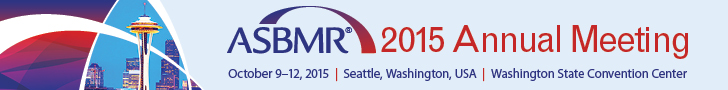 ASBMR® 2015 Annual Meeting
October 9–12, 2015 | Seattle, Washington, USA | Washington State Convention Center